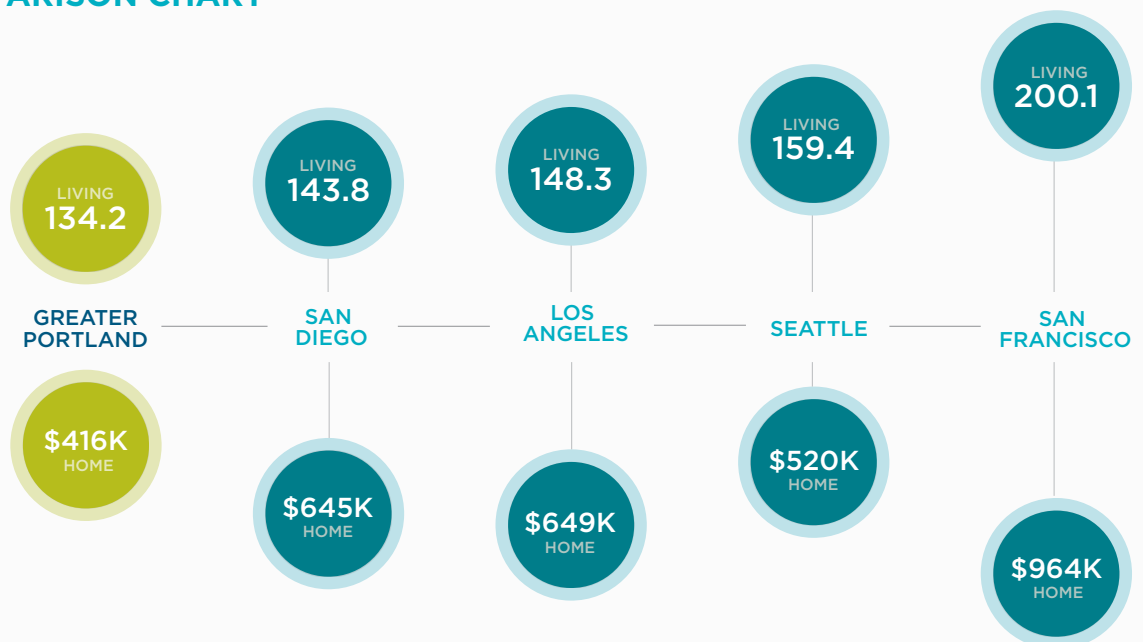 CHART
LIVING
134.2
GREATER
PORTLAND
$416K
HOME
LIVING
143.8
SAN
DIEGO
$645K
HOME
LIVING
148.3
LOS
ANGELES
$649K
HOME
LIVING
159.4
SEATTLE
$520K
HOME
LIVING
200.1
SAN
FRANCISCO
$964K
HOME